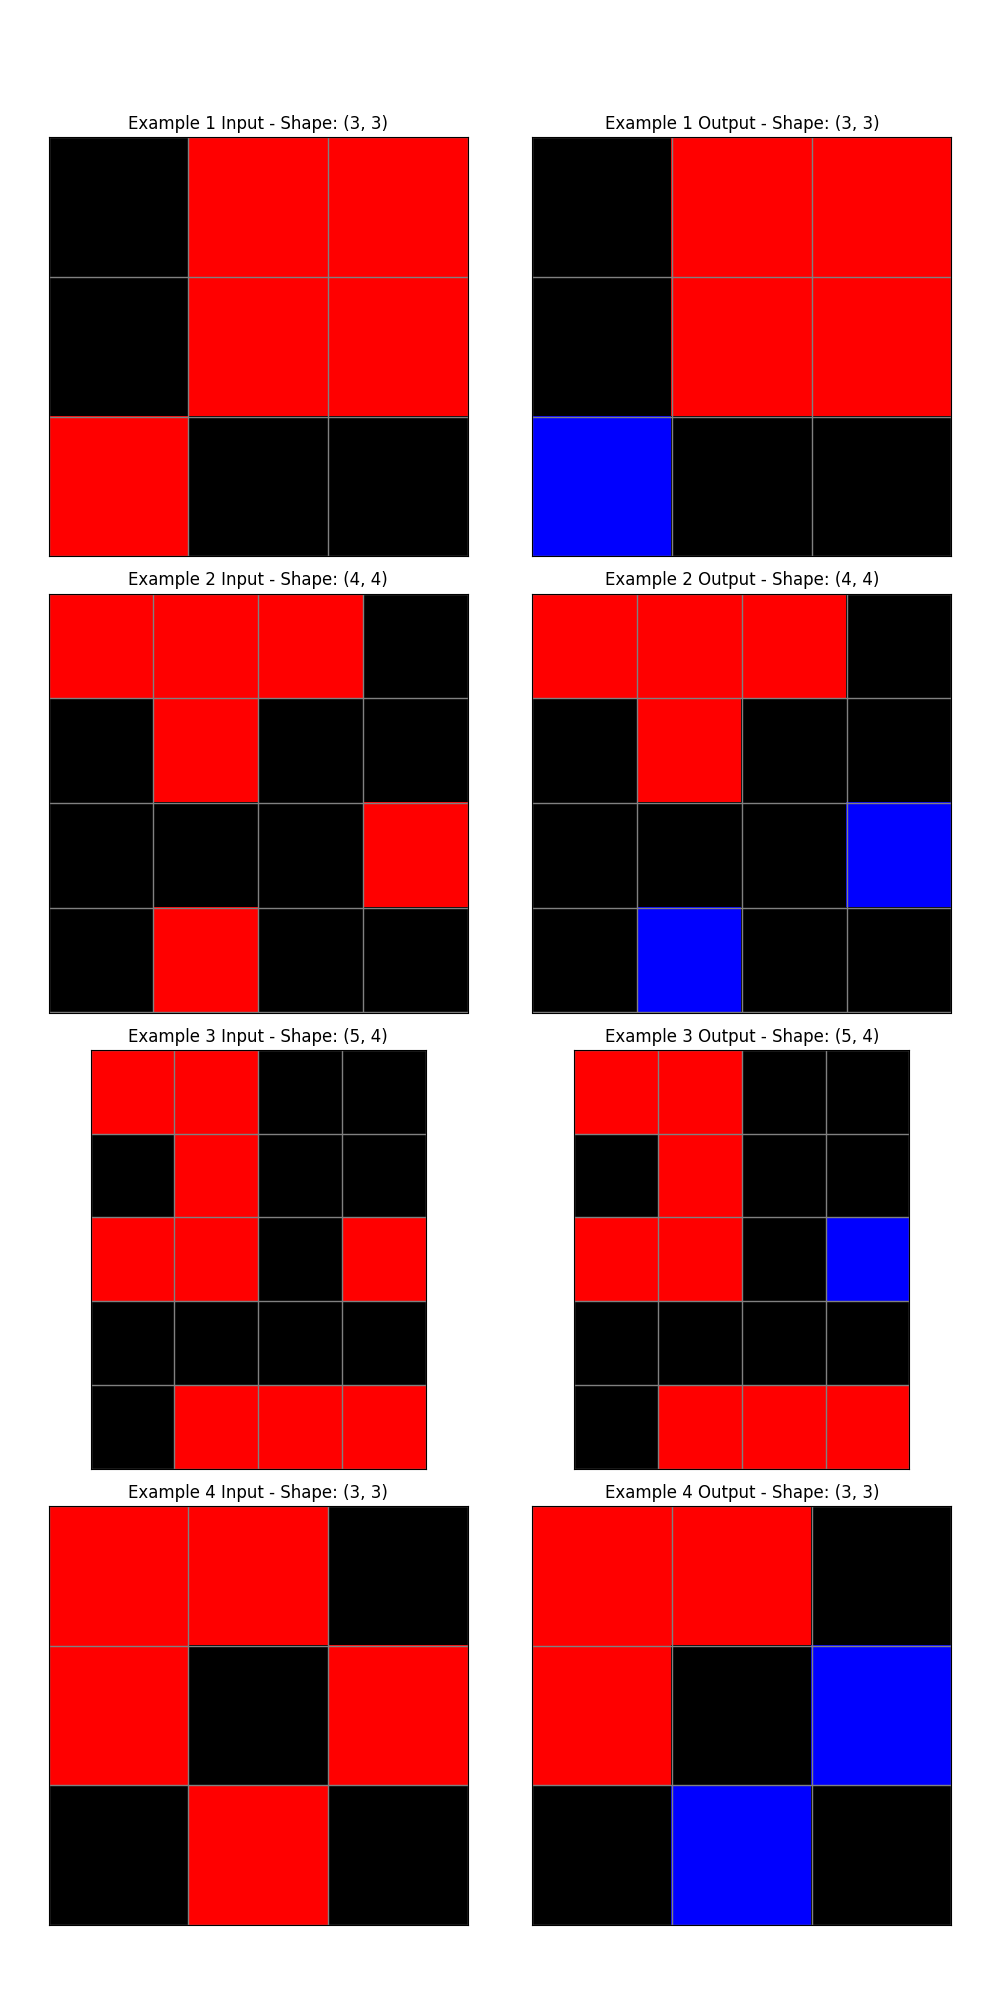 Example 1 Input - Shape: (3, 3)
Example 1 Output - Shape: (3, 3)
Example 2 Input - Shape: (4, 4)
Example 2 Output - Shape: (4, 4)
Example 3 Input - Shape: (5, 4)
Example 3 Output - Shape: (5, 4)
Example 4 Input - Shape: (3, 3)
Example 4 Output - Shape: (3, 3)